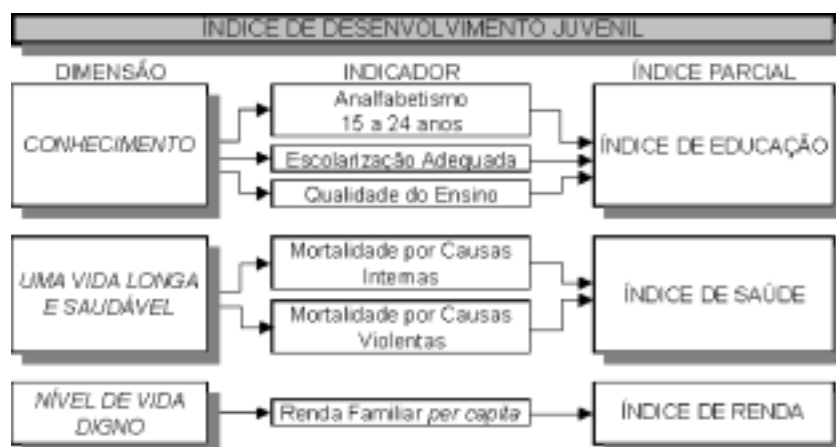 ÍNDICE DE DESENVOLVIMENTO JUVENIL
DIMENSÃO
INDICADOR
ÍNDICE PARCIAL
CONHECIMENTO
Analfabetismo
15 a 24 anos
Escolarização Adequada
Qualidade do Ensino
ÍNDICE DE EDUCAÇÃO
UMA VIDA LONGA
E SAUDÁVEL
Mortalidade por Causas
Internas
Mortalidade por Causas
Violentas
ÍNDICE DE SAÚDE
NÍVEL DE VIDA
DIGNO
Renda Familiar per capita
ÍNDICE DE RENDA